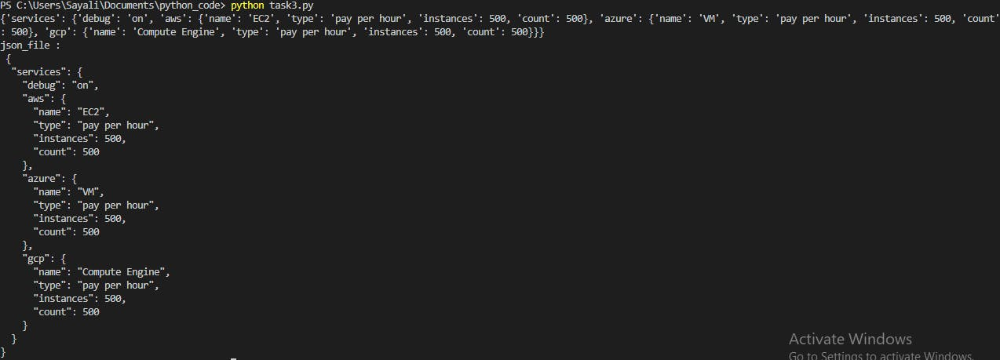 PS C:\Users\Sayali\Documents\python_code> python task3.py
{'services': {'debug': 'on', 'aws': {'name': 'EC2', 'type': 'pay per hour', 'instances': 500, 'count': 500}, 'azure': {'name': 'VM', 'type': 'pay per hour', 'instances': 500, 'count'
: 500}, 'gcp': {'name': 'Compute Engine', 'type': 'pay per hour', 'instances': 500, 'count': 500}}}
json_file :
 {
  "services": {
    "debug": "on",
    "aws": {
      "name": "EC2",
      "type": "pay per hour",
      "instances": 500,
      "count": 500
    },
    "azure": {
      "name": "VM",
      "type": "pay per hour",
      "instances": 500,
      "count": 500
    },
    "gcp": {
      "name": "Compute Engine",
      "type": "pay per hour",
      "instances": 500,
      "count": 500
    }
  }
}
Activate Windows
Go to Settings to activate Windows.